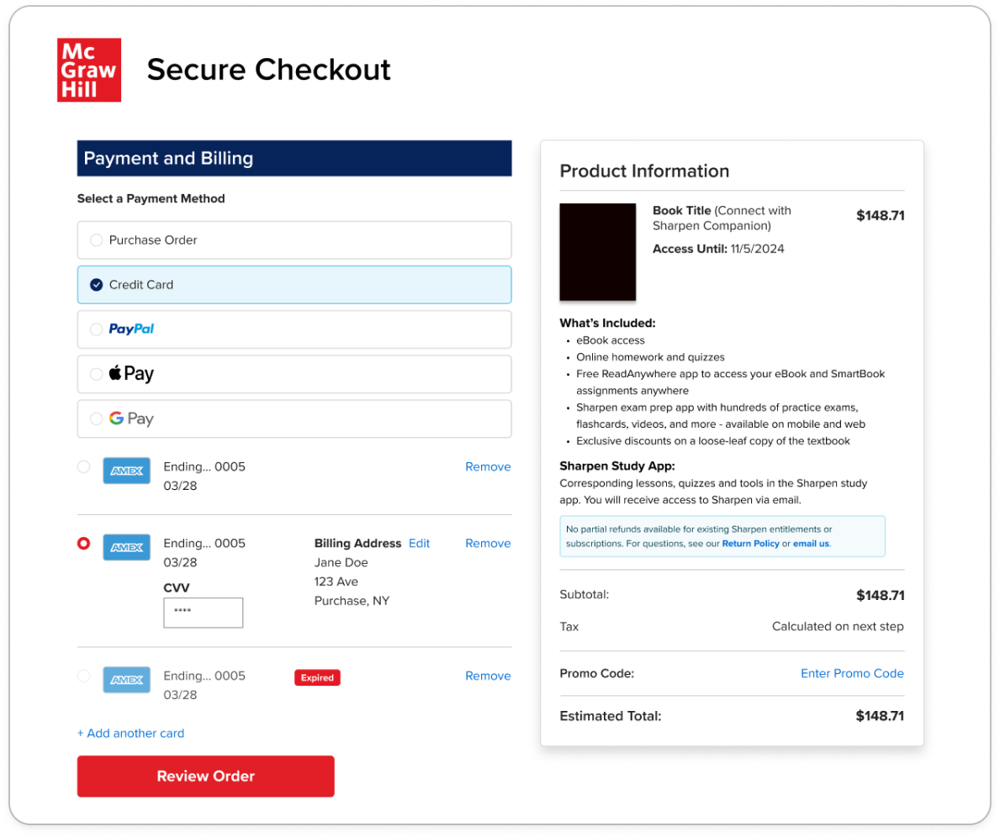 Mc
Graw
Hill
Secure Checkout
Payment and Billing
Select a Payment Method
Purchase Order
Credit Card
PayPal
Pay
G Pay
AMEX
Ending... 0005
Remove
03/28
AMEX
Ending... 0005
Billing Address Edit
Remove
03/28
Jane Doe
123 Ave
CVV
Purchase, NY
****
AMEX
Ending... 0005
Expired
Remove
03/28
+ Add another card
Review Order
Product Information
Book Title (Connect with
Sharpen Companion)
$148.71
Access Until: 11/5/2024
What’s Included:
• eBook access
• Online homework and quizzes
• Free ReadAnywhere app to access your eBook and SmartBook
assignments anywhere
• Sharpen exam prep app with hundreds of practice exams,
flashcards, videos, and more - available on mobile and web
• Exclusive discounts on a loose-leaf copy of the textbook
Sharpen Study App:
Corresponding lessons, quizzes and tools in the Sharpen study
app. You will receive access to Sharpen via email.
No partial refunds available for existing Sharpen entitlements or
subscriptions. For questions, see our Return Policy or email us.
Subtotal:
$148.71
Tax
Calculated on next step
Promo Code:
Enter Promo Code
Estimated Total:
$148.71